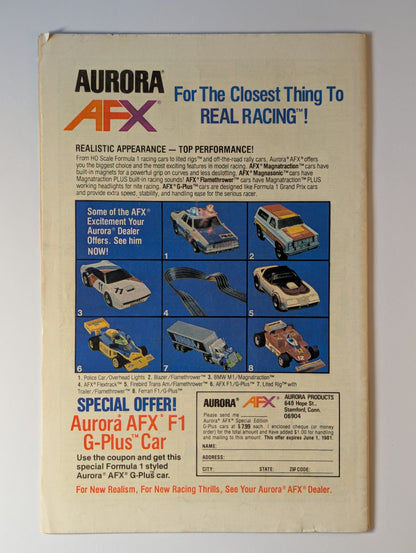 AURORA®
AFX®
For The Closest Thing To
REAL RACING™!
REALISTIC APPEARANCE — TOP PERFORMANCE!
From HO Scale Formula 1 racing cars to lited rigs™ and off-the-road rally cars, Aurora® AFX® offers
you the biggest choice and the most exciting features in model racing. AFX® Magnatraction™ cars have
built-in magnets for a powerful grip on curves and less deslotting. AFX® Magnasonic™ cars have
Magnatraction PLUS built-in racing sounds! AFX® Flamethrower™ cars have Magnatraction PLUS
working headlights for nite racing. AFX® G-Plus™ cars are designed like Formula 1 Grand Prix cars
and provide extra speed, stability, and handling ease for the serious racer.
Some of the AFX®
Excitement Your
Aurora® Dealer
Offers. See him
NOW!
1
2
3
11
4
5
6
7
8
12
1. Police Car/Overhead Lights 2. Blazer/Flamethrower™ 3. BMW M1/Magnatraction™
4. AFX® Flextrack™ 5. Firebird Trans Am/Flamethrower™ 6. AFX F1/G-Plus™ 7. Lited Rig™ with
Trailer/Flamethrower™ 8. Ferrari F1/G-Plus™
SPECIAL OFFER!
Aurora® AFX® F1
G-Plus™ Car
Use the coupon and get this
special Formula 1 styled
Aurora® AFX® G-Plus™ car.
AURORA® AFX®
AURORA PRODUCTS
649 Hope St.
Stamford, Conn.
06904
Please send me
Aurora® AFX® Special Edition
G-Plus cars at $7.99 each. I enclosed cheque (or money
order) for the total amount and have added $1.00 for handling
and mailing to this amount. This offer expires June 1, 1981.
NAME:
ADDRESS:
CITY: STATE: ZIP CODE:
For New Realism, For New Racing Thrills, See Your Aurora® AFX® Dealer.